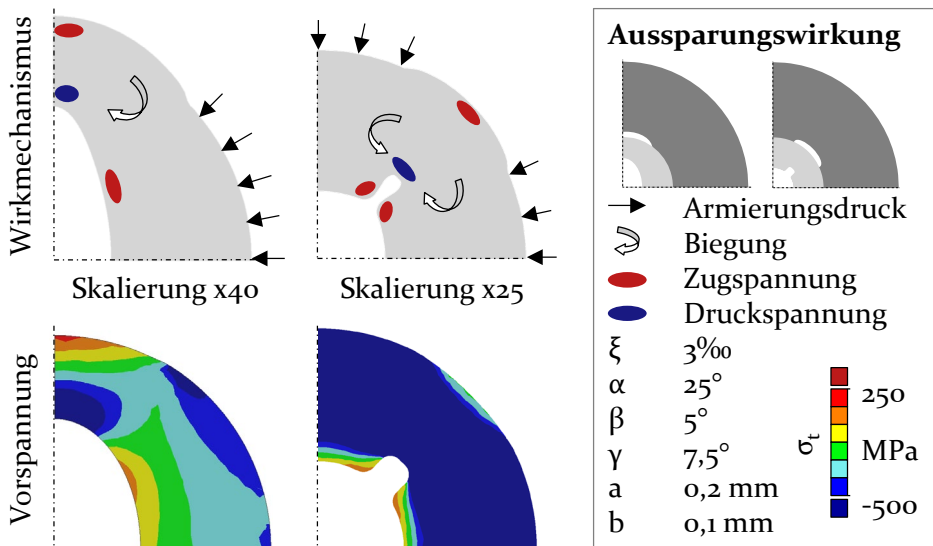 Wirkmechanismus
Skalierung x40
Skalierung x25
Vorspannung
Aussparungswirkung
Armierungsdruck
Biegung
Zugspannung
Druckspannung
ξ 3‰
α 25°
β 5°
γ 7,5°
a 0,2 mm
b 0,1 mm
σt
250
MPa
-500